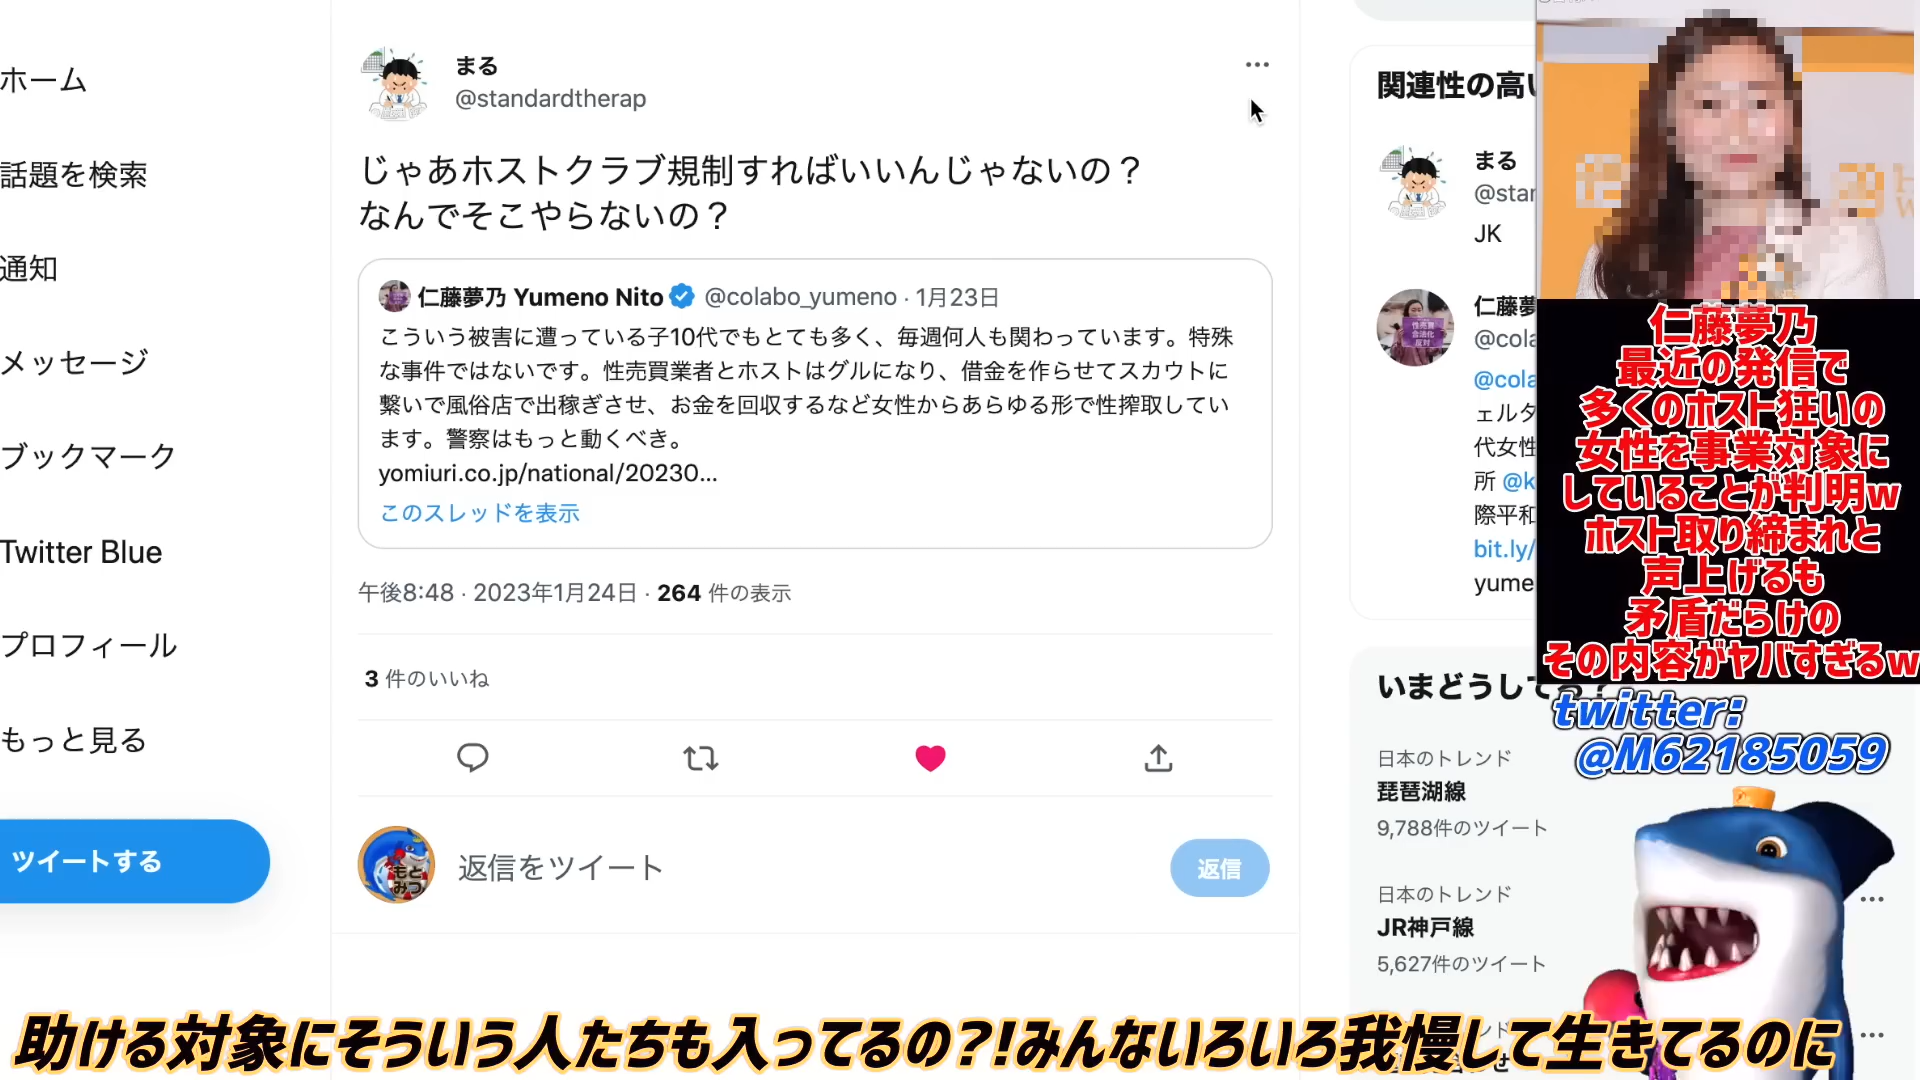 ホーム
話題を検索
通知
メッセージ
ブックマーク
Twitter Blue
プロフィール
もっと見る
ツイートする
まる
@standardtherap
じゃあホストクラブ規制すればいいんじゃないの？
なんでそこやらないの？
仁藤夢乃 Yumeno Nito @colabo_yumeno · 1月23日
こういう被害に遭っている子10代でもとても多く、毎週何人も関わっています。特殊
な事件ではないです。性売買業者とホストはグルになり、借金を作らせてスカウトに
繋いで風俗店で出稼ぎさせ、お金を回収するなど女性からあらゆる形で性搾取してい
ます。警察はもっと動くべき。
yomiuri.co.jp/national/20230...
このスレッドを表示
午後8:48 · 2023年1月24日 · 264 件の表示
3 件のいいね
もと
みつ
返信をツイート
返信
関連性の高い
まる
@star
JK
仁藤夢
@cola
@cola
ェルタ
代女性
所 @k
際平和
bit.ly/
yume
性売買
合法化
反対
いまどうしてる？
日本のトレンド
琵琶湖線
9,788件のツイート
日本のトレンド
JR神戸線
5,627件のツイート
仁藤夢乃
最近の発信で
多くのホスト狂いの
女性を事業対象に
していることが判明w
ホスト取り締まれと
声上げるも
矛盾だらけの
その内容がヤバすぎるw
twitter:
@M62185059
助ける対象にそういう人たちも入ってるの?!みんないろいろ我慢して生きてるのに